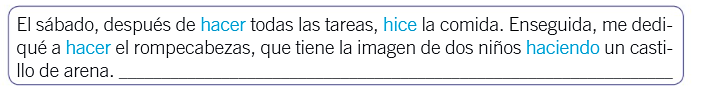 El sábado, después de hacer todas las tareas, hice la comida. Enseguida, me dedi-
qué a hacer el rompecabezas, que tiene la imagen de dos niños haciendo un casti-
llo de arena.